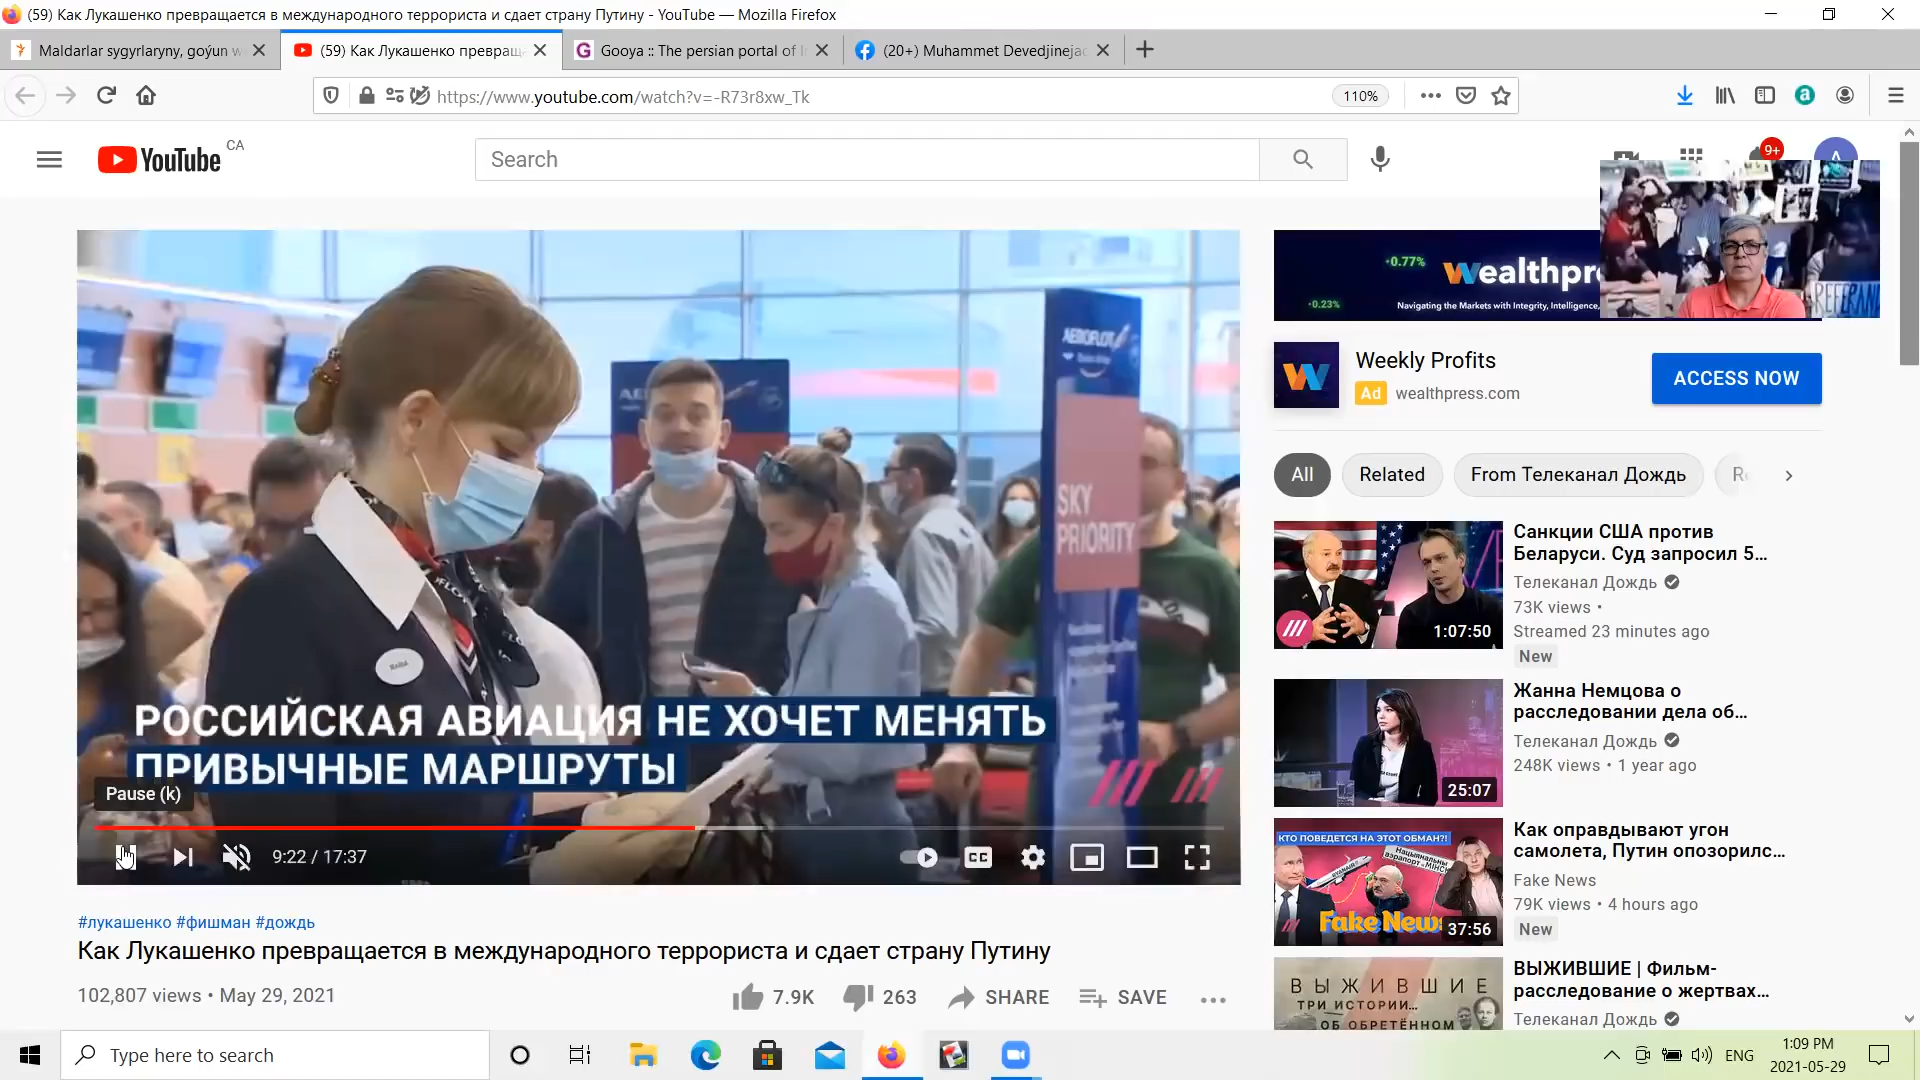 (59) Как Лукашенко превращается в международного террориста и сдает страну Путину - YouTube — Mozilla Firefox
Maldarlar sygyrlaryny, goýun w
(59) Как Лукашенко превращ
Gooya :: The persian portal of I
(20+) Muhammet Devedjinejad
https://www.youtube.com/watch?v=-R73r8xw_Tk
110%
YouTube CA
Search
9+
A
AEROFLOT
SKY
PRIORITY
РОССИЙСКАЯ АВИАЦИЯ НЕ ХОЧЕТ МЕНЯТЬ
ПРИВЫЧНЫЕ МАРШРУТЫ
Pause (k)
9:22 / 17:37
CC
#лукашенко #фишман #дождь
Как Лукашенко превращается в международного террориста и сдает страну Путину
102,807 views • May 29, 2021
7.9K
263
SHARE
SAVE
+0.77%
+0.23%
Wealthpr
Navigating the Markets with Integrity, Intelligence,
REFERAN
Weekly Profits
Ad wealthpress.com
ACCESS NOW
All
Related
From Телеканал Дождь
Re
Санкции США против
Беларуси. Суд запросил 5...
Телеканал Дождь
73K views •
Streamed 23 minutes ago
New
1:07:50
Жанна Немцова о
расследовании дела об...
Телеканал Дождь
248K views • 1 year ago
25:07
КТО ПОВЕДЕТСЯ НА ЭТОТ ОБМАН?!
RYANAIR
Fake News
37:56
Как оправдывают угон
самолета, Путин опозорилс...
Fake News
79K views • 4 hours ago
New
ВЫЖИВШИЕ
ТРИ ИСТОРИИ...
ОБ ОБРЕТЁННОМ
ВЫЖИВШИЕ | Фильм-
расследование о жертвах...
Телеканал Дождь
Type here to search
ENG
1:09 PM
2021-05-29